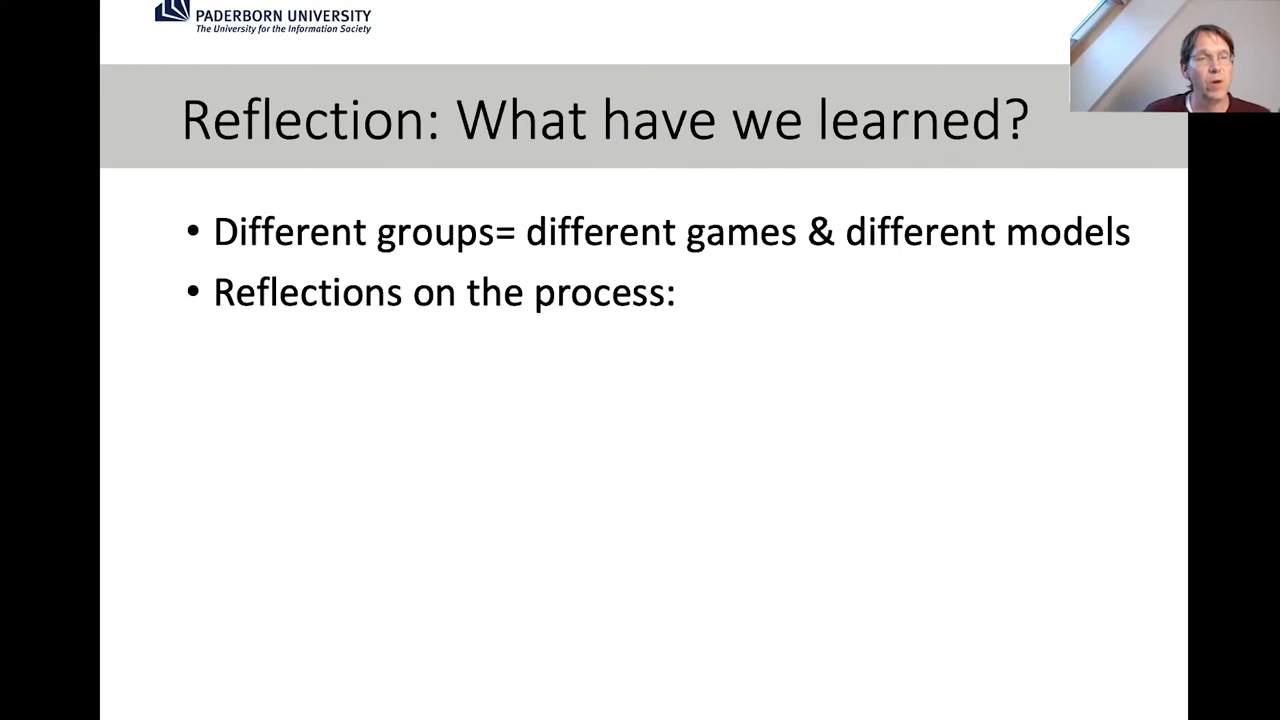 PADERBORN UNIVERSITY
The University for the Information Society
Reflection: What have we learned?
• Different groups= different games & different models
• Reflections on the process: